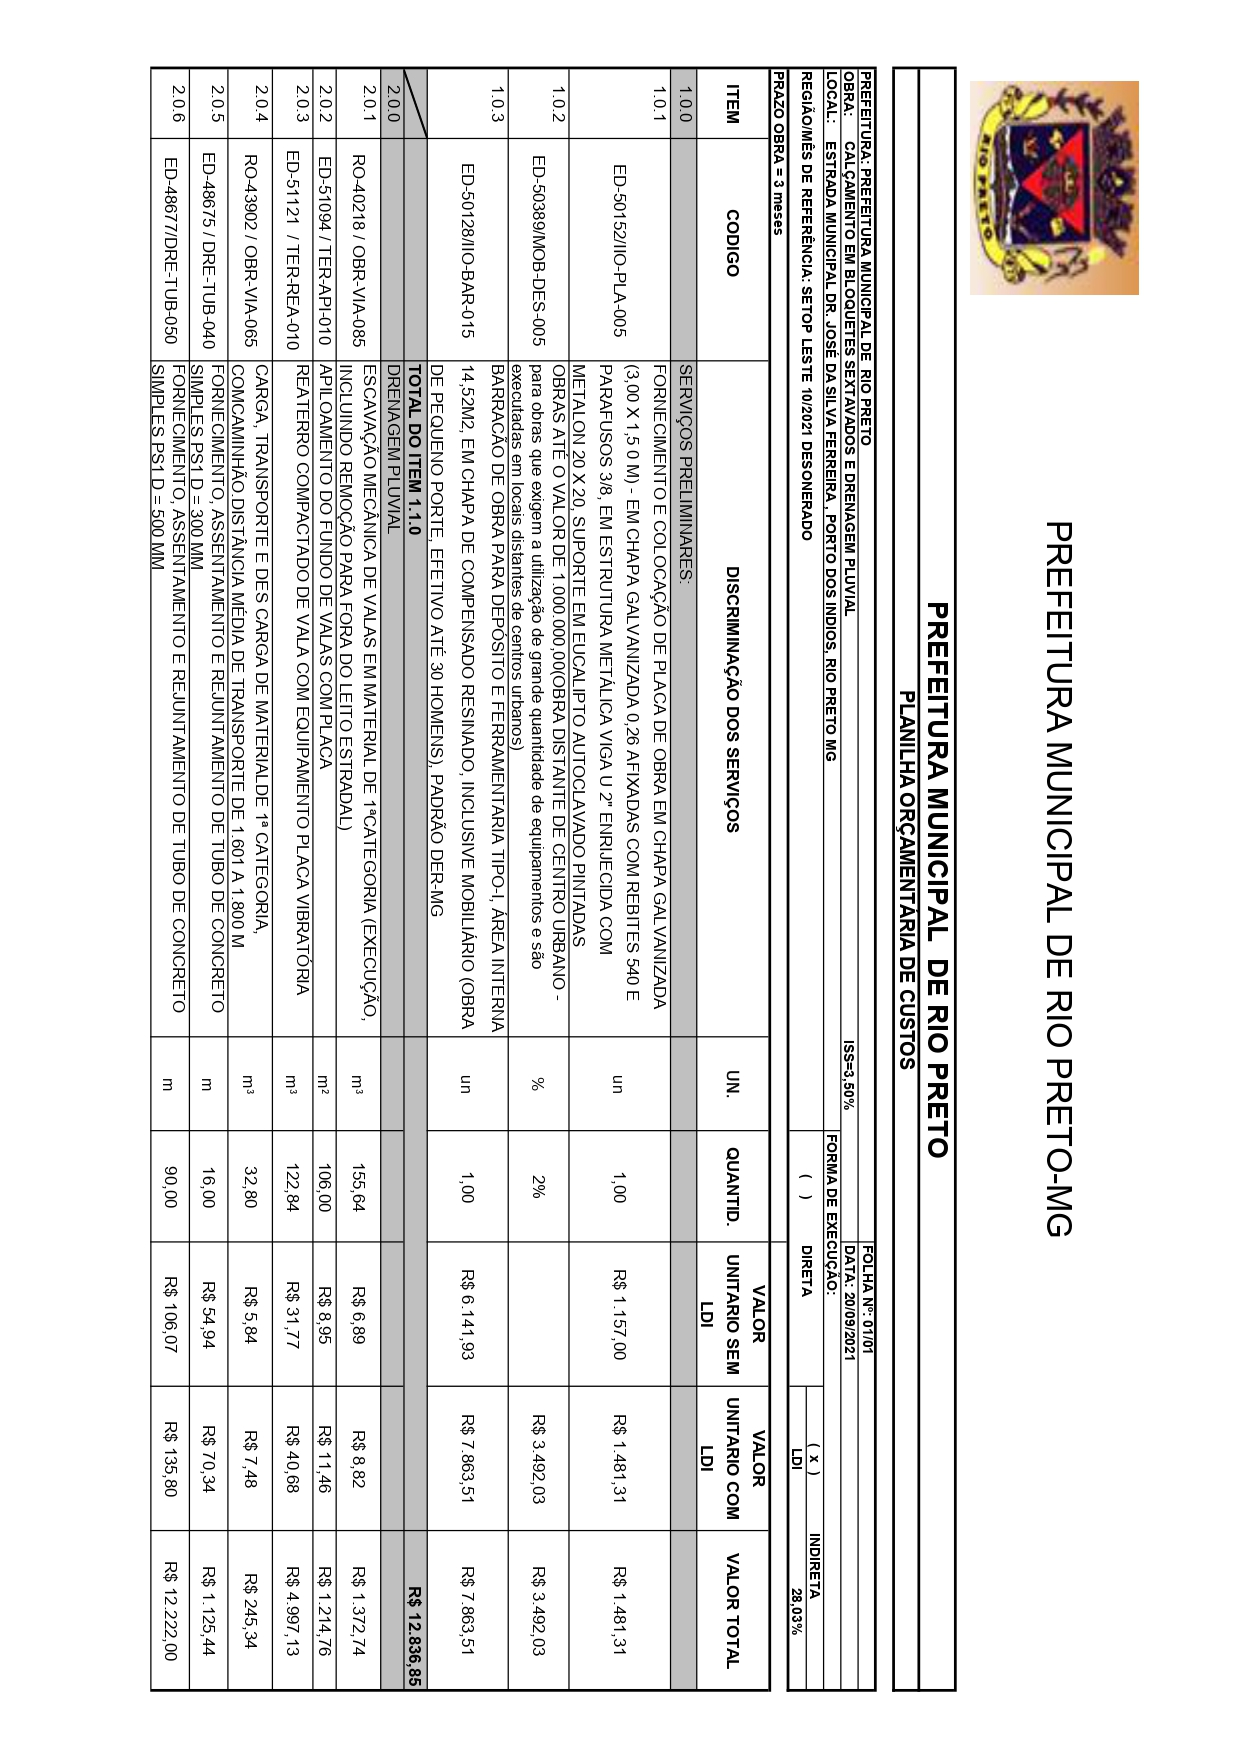 PREFEITURA MUNICIPAL DE RIO PRETO-MG
RIO PRETO
PREFEITURA MUNICIPAL DE RIO PRETO
PLANILHA ORÇAMENTÁRIA DE CUSTOS
PREFEITURA: PREFEITURA MUNICIPAL DE RIO PRETO FOLHA Nº: 01/01
OBRA: CALÇAMENTO EM BLOQUETES SEXTAVADOS E DRENAGEM PLUVIAL ISS=3,50% DATA: 20/09/2021
LOCAL: ESTRADA MUNICIPAL DR. JOSÉ DA SILVA FERREIRA , PORTO DOS INDIOS, RIO PRETO MG FORMA DE EXECUÇÃO:
REGIÃO/MÊS DE REFERÊNCIA: SETOP LESTE 10/2021 DESONERADO ( ) DIRETA ( x ) INDIRETA
LDI 28,03%
PRAZO OBRA = 3 meses
ITEM CODIGO DISCRIMINAÇÃO DOS SERVIÇOS UN. QUANTID. VALOR UNITARIO SEM LDI VALOR UNITARIO COM LDI VALOR TOTAL
1.0.0 SERVIÇOS PRELIMINARES:
1.0.1 ED-50152/IIO-PLA-005 FORNECIMENTO E COLOCAÇÃO DE PLACA DE OBRA EM CHAPA GALVANIZADA
(3,00 X 1,5 0 M) - EM CHAPA GALVANIZADA 0,26 AFIXADAS COM REBITES 540 E
PARAFUSOS 3/8, EM ESTRUTURA METÁLICA VIGA U 2" ENRIJECIDA COM
METALON 20 X 20, SUPORTE EM EUCALIPTO AUTOCLAVADO PINTADAS
un 1,00 R$ 1.157,00 R$ 1.481,31 R$ 1.481,31
1.0.2 ED-50389/MOB-DES-005 OBRAS ATÉ O VALOR DE 1.000.000,00(OBRA DISTANTE DE CENTRO URBANO -
para obras que exigem a utilização de grande quantidade de equipamentos e são
executadas em locais distantes de centros urbanos)
% 2% R$ 3.492,03 R$ 3.492,03
1.0.3 ED-50128/IIO-BAR-015 BARRACÃO DE OBRA PARA DEPÓSITO E FERRAMENTARIA TIPO-I, ÁREA INTERNA
14,52M2, EM CHAPA DE COMPENSADO RESINADO, INCLUSIVE MOBILIÁRIO (OBRA
DE PEQUENO PORTE, EFETIVO ATÉ 30 HOMENS), PADRÃO DER-MG
un 1,00 R$ 6.141,93 R$ 7.863,51 R$ 7.863,51
TOTAL DO ITEM 1.1.0 R$ 12.836,85
2.0.0 DRENAGEM PLUVIAL
2.0.1 RO-40218 / OBR-VIA-085 ESCAVAÇÃO MECÂNICA DE VALAS EM MATERIAL DE 1ªCATEGORIA (EXECUÇÃO,
INCLUINDO REMOÇÃO PARA FORA DO LEITO ESTRADAL)
m³ 155,64 R$ 6,89 R$ 8,82 R$ 1.372,74
2.0.2 ED-51094 / TER-API-010 APILOAMENTO DO FUNDO DE VALAS COM PLACA m² 106,00 R$ 8,95 R$ 11,46 R$ 1.214,76
2.0.3 ED-51121 / TER-REA-010 REATERRO COMPACTADO DE VALA COM EQUIPAMENTO PLACA VIBRATÓRIA m³ 122,84 R$ 31,77 R$ 40,68 R$ 4.997,13
2.0.4 RO-43902 / OBR-VIA-065 CARGA, TRANSPORTE E DES CARGA DE MATERIALDE 1ª CATEGORIA,
COMCAMINHÃO.DISTÂNCIA MÉDIA DE TRANSPORTE DE 1.601 A 1.800 M
m³ 32,80 R$ 5,84 R$ 7,48 R$ 245,34
2.0.5 ED-48675 / DRE-TUB-040 FORNECIMENTO, ASSENTAMENTO E REJUNTAMENTO DE TUBO DE CONCRETO
SIMPLES PS1 D = 300 MM
m 16,00 R$ 54,94 R$ 70,34 R$ 1.125,44
2.0.6 ED-48677/DRE-TUB-050 FORNECIMENTO, ASSENTAMENTO E REJUNTAMENTO DE TUBO DE CONCRETO
SIMPLES PS1 D = 500 MM
m 90,00 R$ 106,07 R$ 135,80 R$ 12.222,00